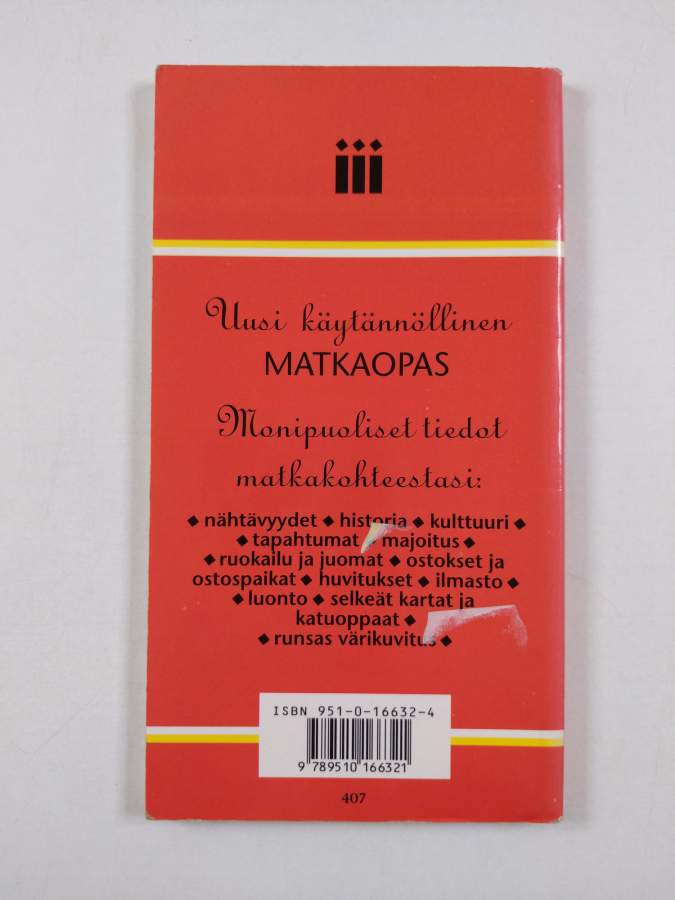 iii
Uusi käytännöllinen
MATKAOPAS
Monipuoliset tiedot
matkakohteestasi:
◆ nähtävyydet ◆ historia ◆ kulttuuri ◆
◆ tapahtumat ◆ majoitus ◆
◆ ruokailu ja juomat ◆ ostokset ja
ostospaikat ◆ huvitukset ◆ ilmasto ◆
◆ luonto ◆ selkeät kartat ja
katuoppaat ◆
◆ runsas värikuvitus ◆
ISBN 951-0-16632-4
9 789510 166321
407